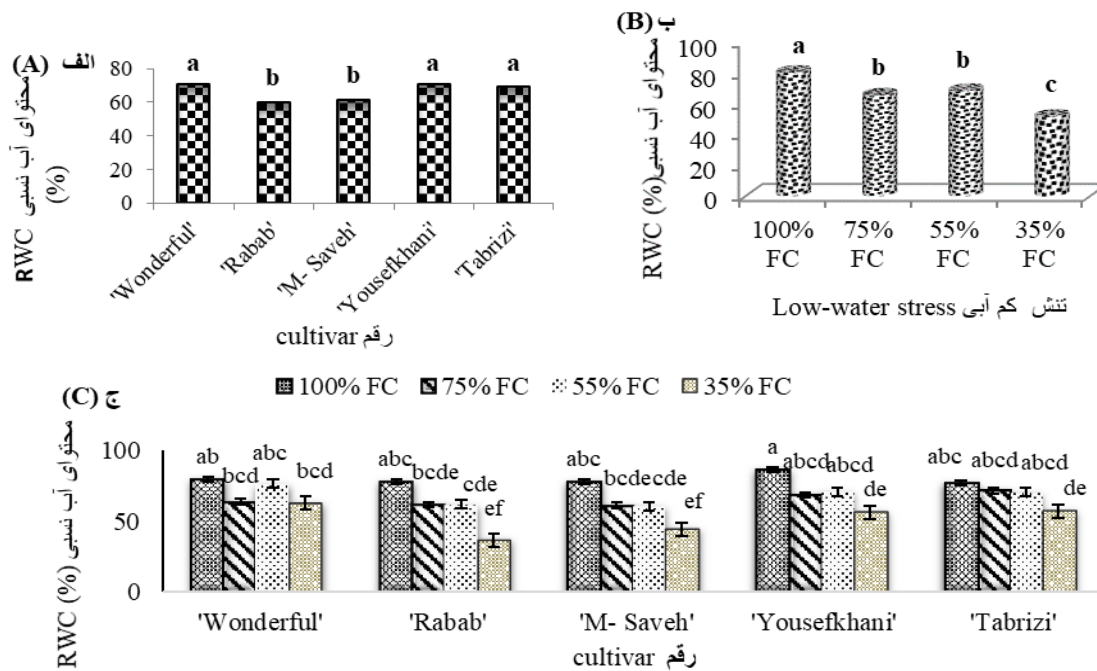 (A) الف
a b b a a
محتوای آب نسبی
RWC (%)
80
60
40
20
0
'Wonderful'
'Rabab'
'M- Saveh'
'Yousefkhani'
'Tabrizi'
رقم cultivar
(B) ب
a b b c
محتوای آب نسبی RWC (%)
100
80
60
40
20
0
100% FC
75% FC
55% FC
35% FC
تنش کم آبی Low-water stress
100% FC 75% FC 55% FC 35% FC
(C) ج
محتوای آب نسبی RWC (%)
100
50
0
ab bcd abc bcd
abc bcde cde ef
abc bcde cde ef
a abcd abcd de
abc abcd abcd de
'Wonderful' 'Rabab' 'M- Saveh' 'Yousefkhani' 'Tabrizi'
رقم cultivar